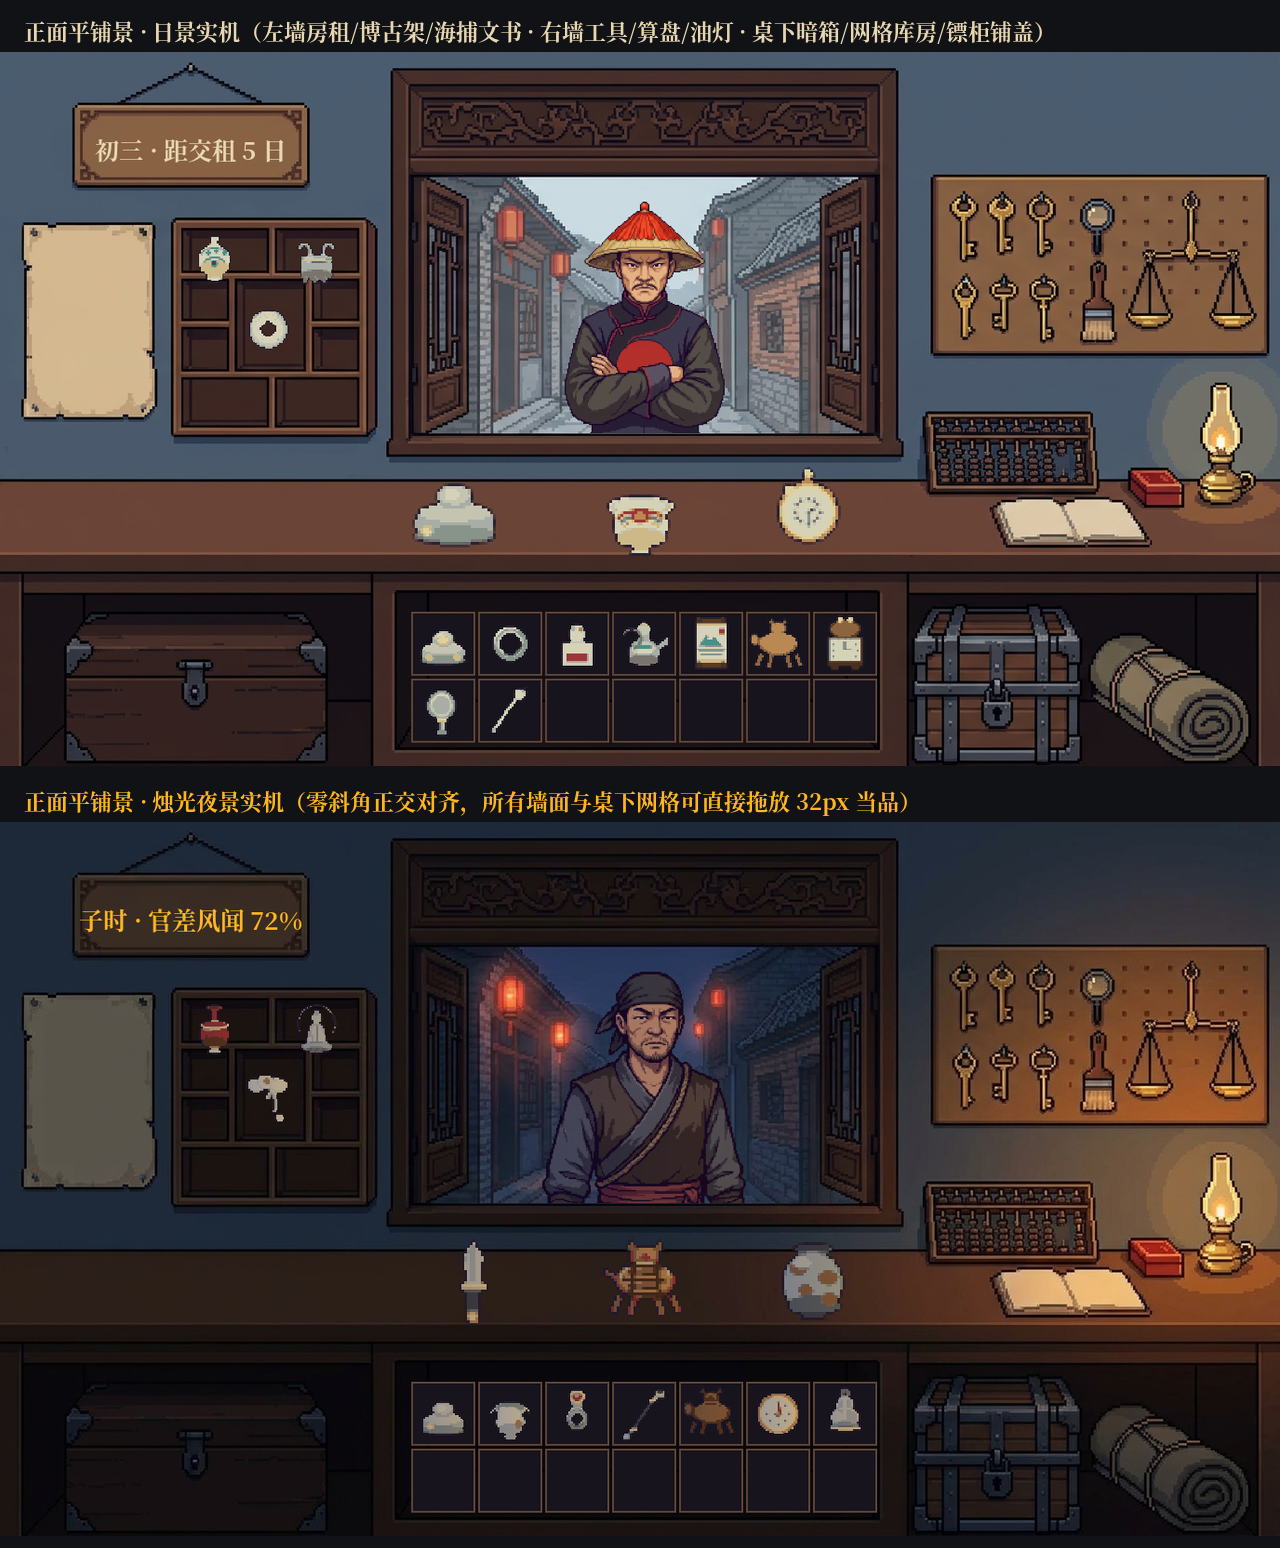 正面平铺景 · 日景实机（左墙房租/博古架/海捕文书 · 右墙工具/算盘/油灯 · 桌下暗箱/网格库房/镖柜铺盖）
初三 · 距交租 5 日
正面平铺景 · 烛光夜景实机（零斜角正交对齐，所有墙面与桌下网格可直接拖放 32px 当品）
子时 · 官差风闻 72%